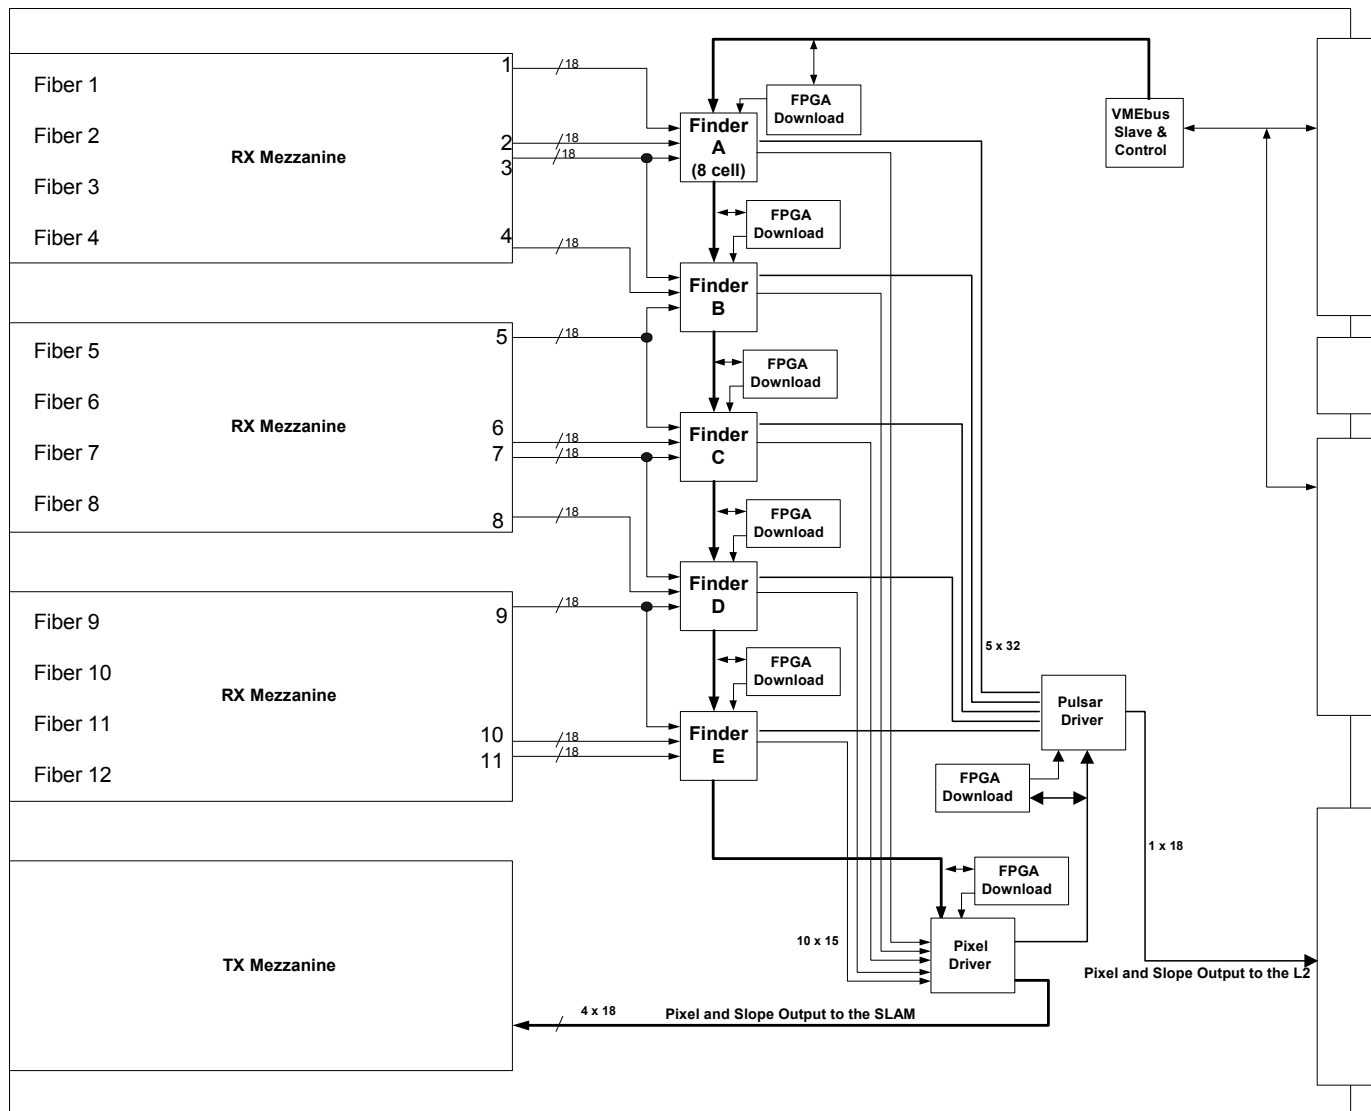 Fiber 1
Fiber 2
Fiber 3
Fiber 4
RX Mezzanine
1
2
3
4
18
18
18
18
Finder
A
(8 cell)
FPGA
Download
VMEbus
Slave &
Control
FPGA
Download
Finder
B
Fiber 5
Fiber 6
Fiber 7
Fiber 8
RX Mezzanine
5
6
7
8
18
18
18
18
FPGA
Download
Finder
C
FPGA
Download
Finder
D
Fiber 9
Fiber 10
Fiber 11
Fiber 12
RX Mezzanine
9
10
11
18
18
18
FPGA
Download
Finder
E
5 x 32
Pulsar
Driver
FPGA
Download
1 x 18
FPGA
Download
10 x 15
Pixel
Driver
Pixel and Slope Output to the L2
TX Mezzanine
4 x 18
Pixel and Slope Output to the SLAM